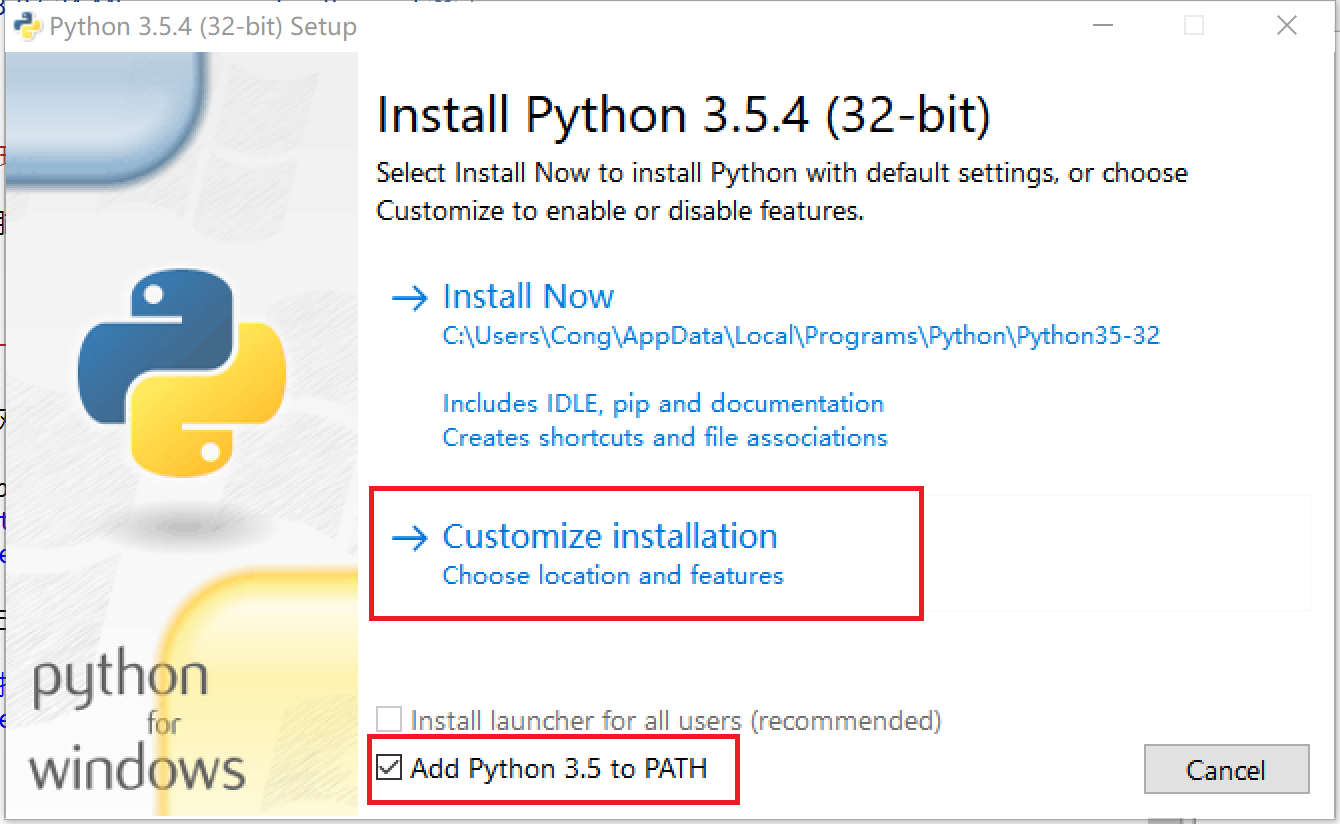 Python 3.5.4 (32-bit) Setup
Install Python 3.5.4 (32-bit)
Select Install Now to install Python with default settings, or choose
Customize to enable or disable features.
Install Now
C:\Users\Cong\AppData\Local\Programs\Python\Python35-32
Includes IDLE, pip and documentation
Creates shortcuts and file associations
Customize installation
Choose location and features
Install launcher for all users (recommended)
Add Python 3.5 to PATH
Cancel
python
for
windows